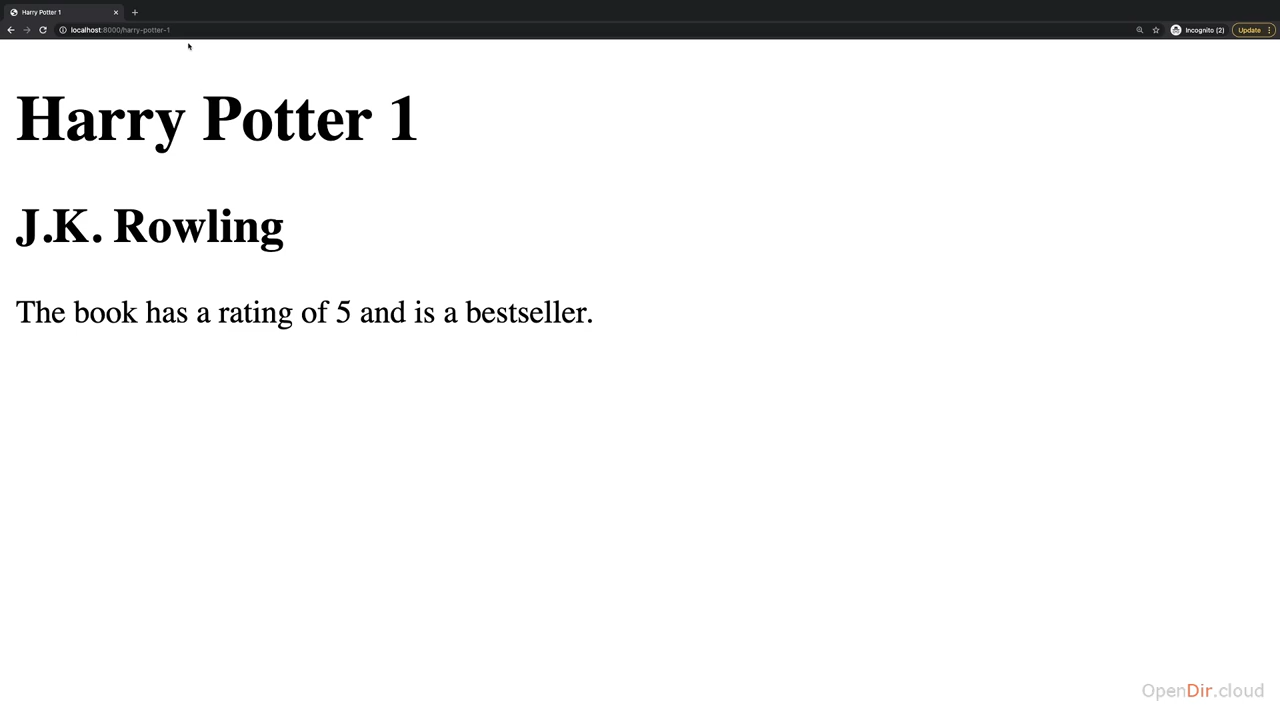 Harry Potter 1
localhost:8000/harry-potter-1
Incognito (2)
Update
Harry Potter 1
J.K. Rowling
The book has a rating of 5 and is a bestseller.
OpenDir.cloud